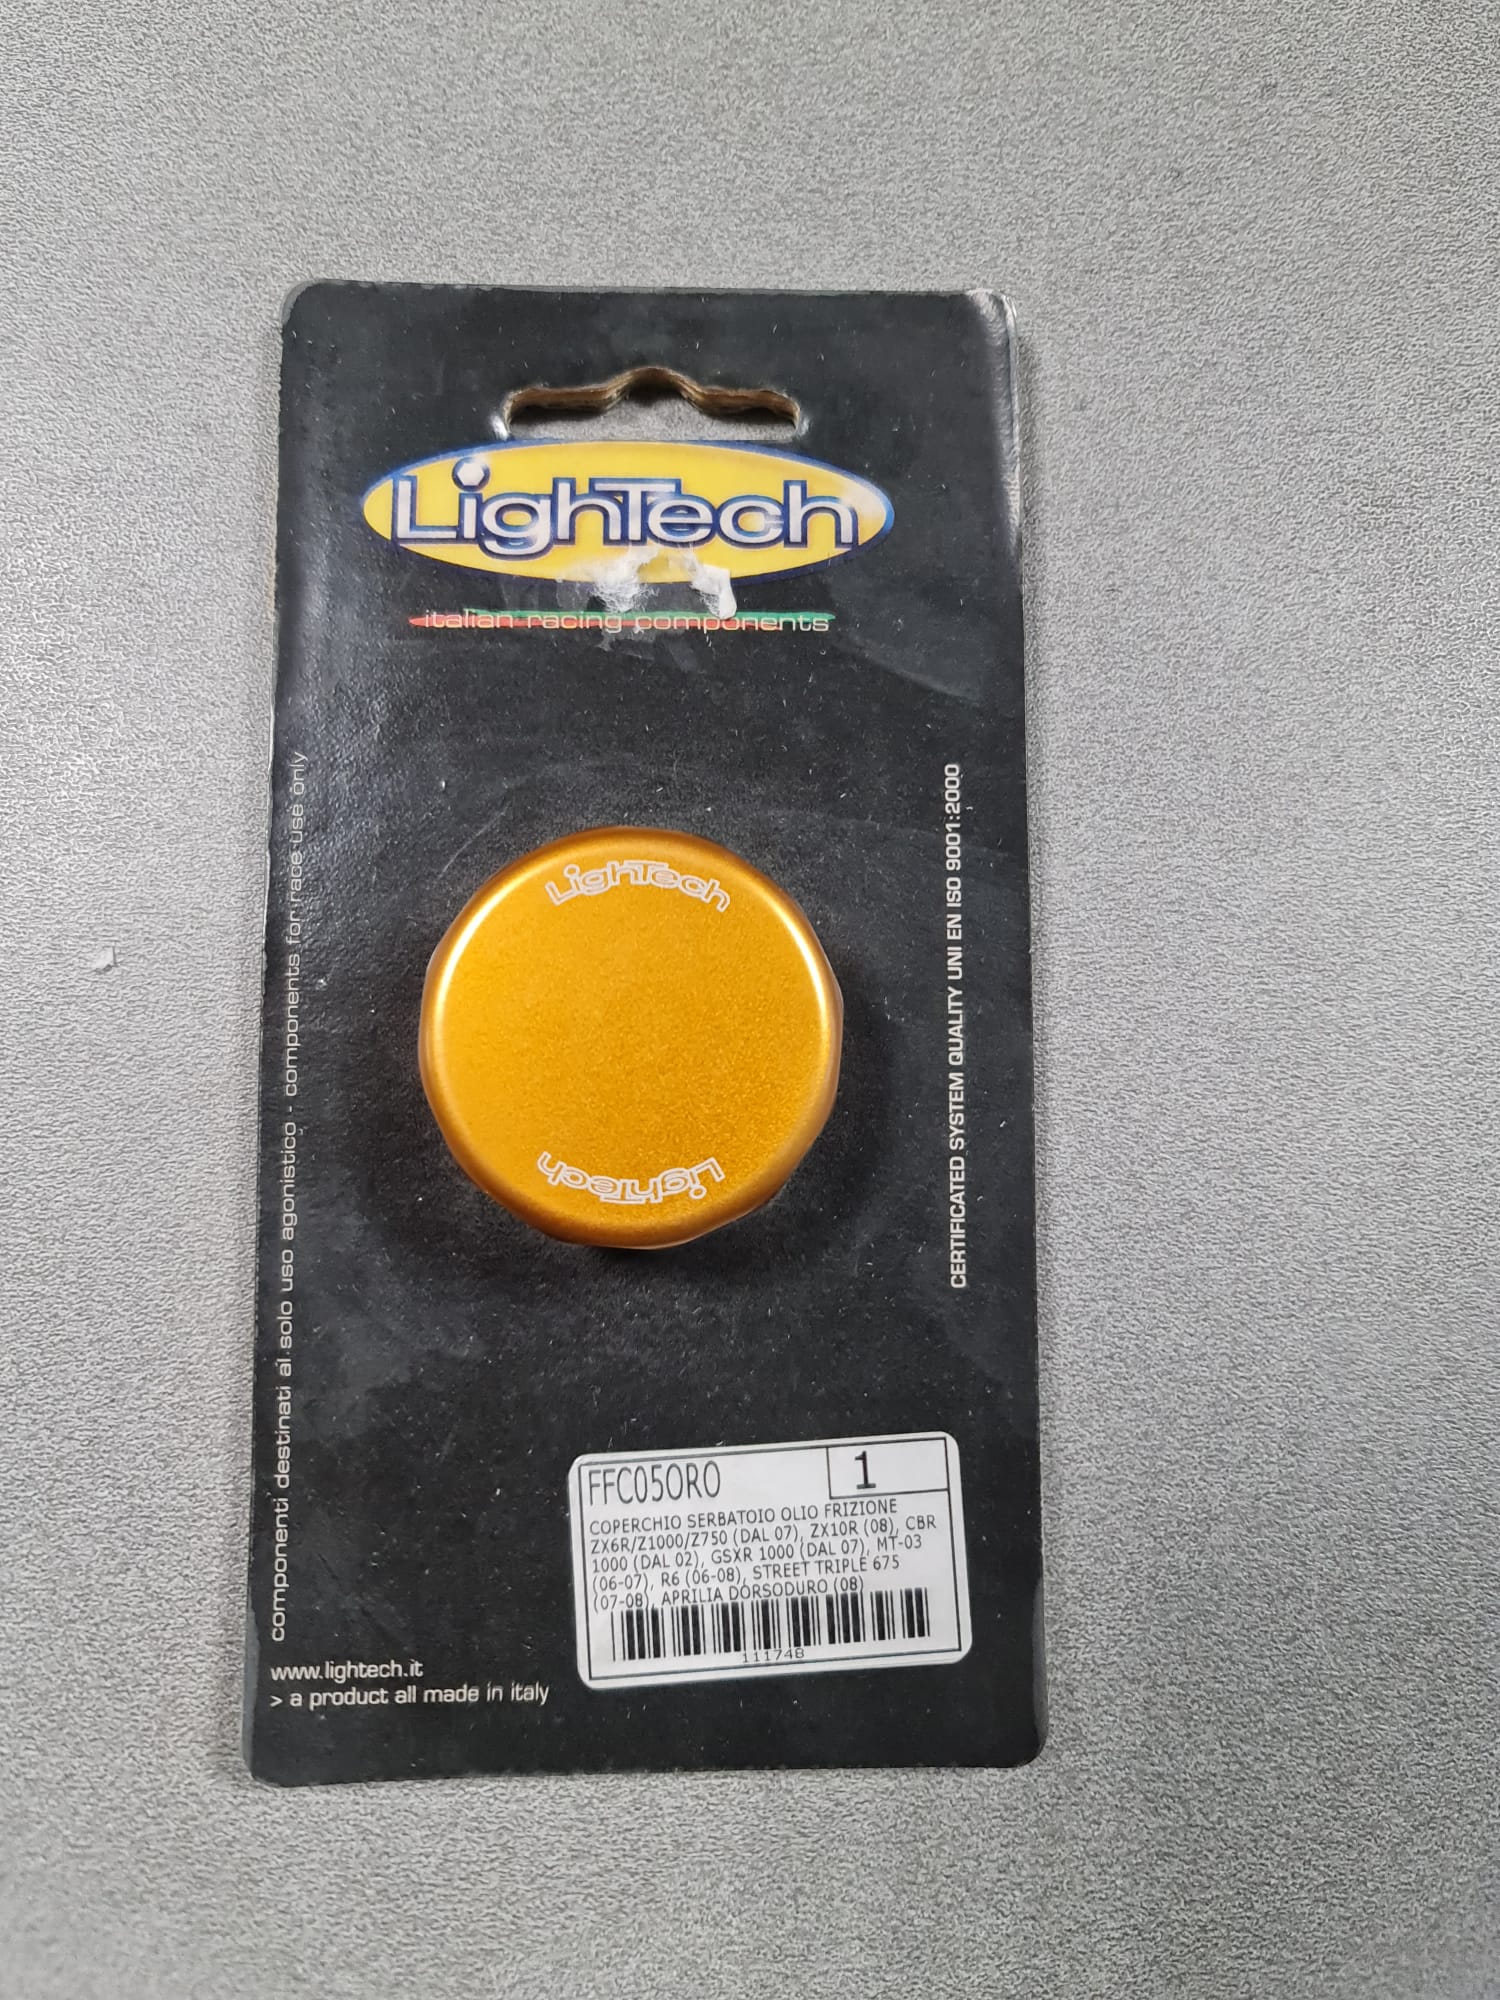 LighTech
italian racing components
componenti destinati al solo uso agonistico - components for race use only
CERTIFICATED SYSTEM QUALITY UNI EN ISO 9001:2000
LighTech
LighTech
FFC05ORO
1
COPERCHIO SERBATOIO OLIO FRIZIONE
ZX6R/Z1000/Z750 (DAL 07), ZX10R (08), CBR
1000 (DAL 02), GSXR 1000 (DAL 07), MT-03
(06-07), R6 (06-08), STREET TRIPLE 675
(07-08), APRILIA DORSODURO (08)
111748
www.lightech.it
> a product all made in italy